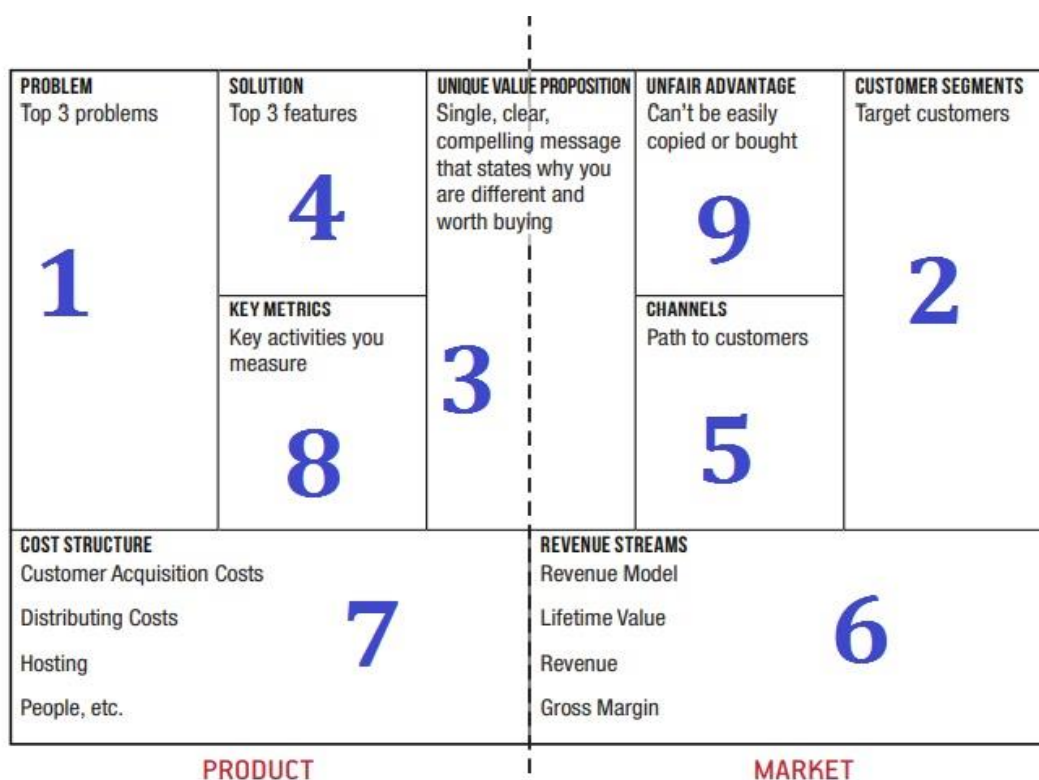 PROBLEM
Top 3 problems
1
SOLUTION
Top 3 features
4
KEY METRICS
Key activities you
measure
8
UNIQUE VALUE PROPOSITION
Single, clear,
compelling message
that states why you
are different and
worth buying
3
UNFAIR ADVANTAGE
Can't be easily
copied or bought
9
CHANNELS
Path to customers
5
CUSTOMER SEGMENTS
Target customers
2
COST STRUCTURE
Customer Acquisition Costs
Distributing Costs
Hosting
People, etc.
7
REVENUE STREAMS
Revenue Model
Lifetime Value
Revenue
Gross Margin
6
PRODUCT
MARKET